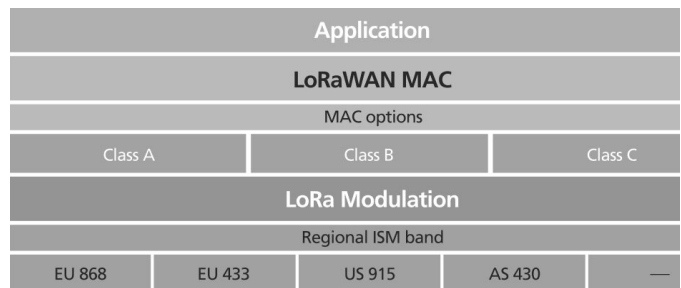 Application
LoRaWAN MAC
MAC options
Class A Class B Class C
LoRa Modulation
Regional ISM band
EU 868 EU 433 US 915 AS 430 —